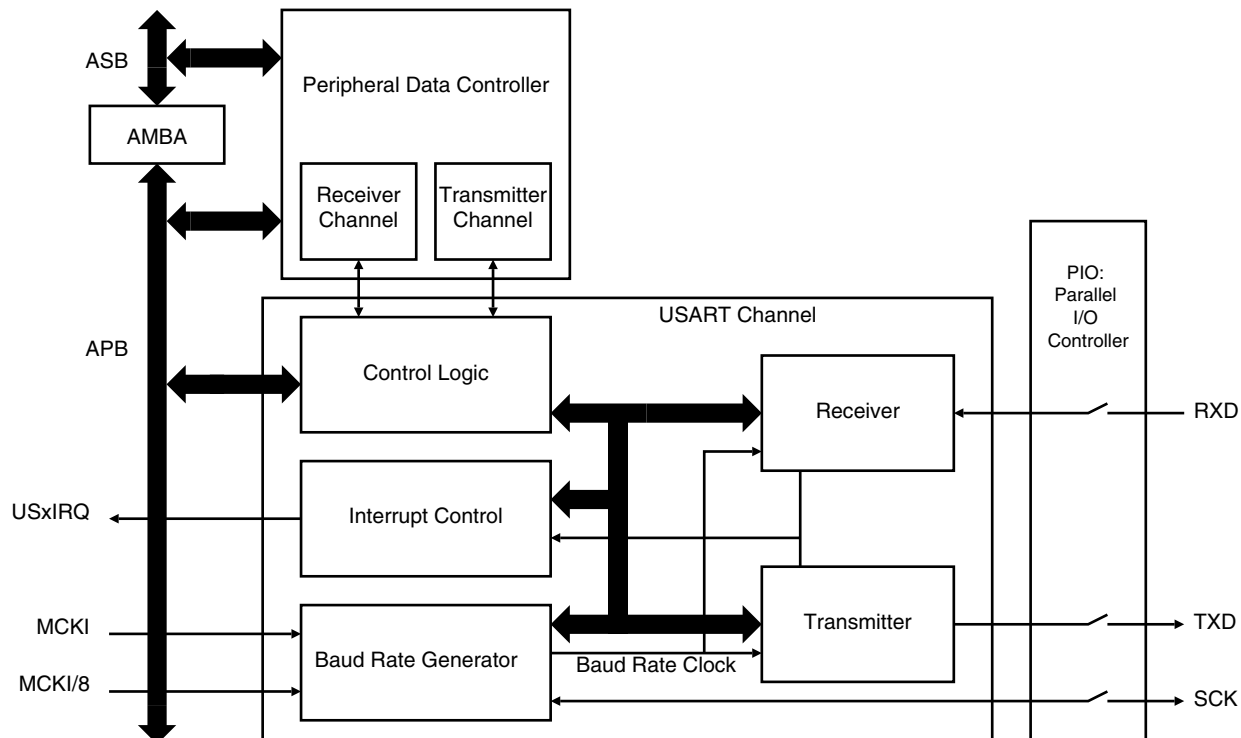 ASB
Peripheral Data Controller
AMBA
Receiver
Channel
Transmitter
Channel
PIO:
Parallel
I/O
Controller
USART Channel
APB
Control Logic
Receiver
RXD
USxIRQ
Interrupt Control
MCKI
Baud Rate Generator
Transmitter
TXD
Baud Rate Clock
MCKI/8
SCK